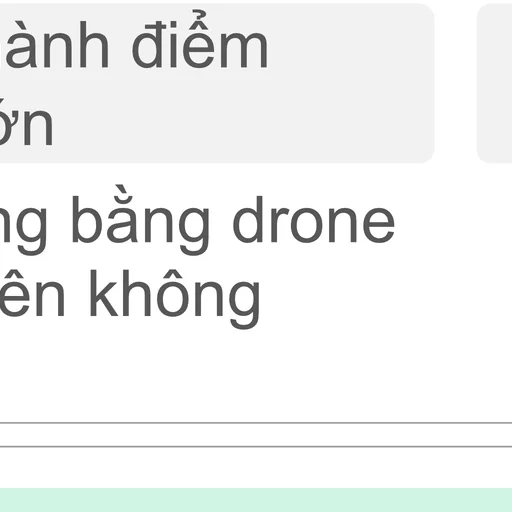 ành điểm
ớn
ng bằng drone
ên không